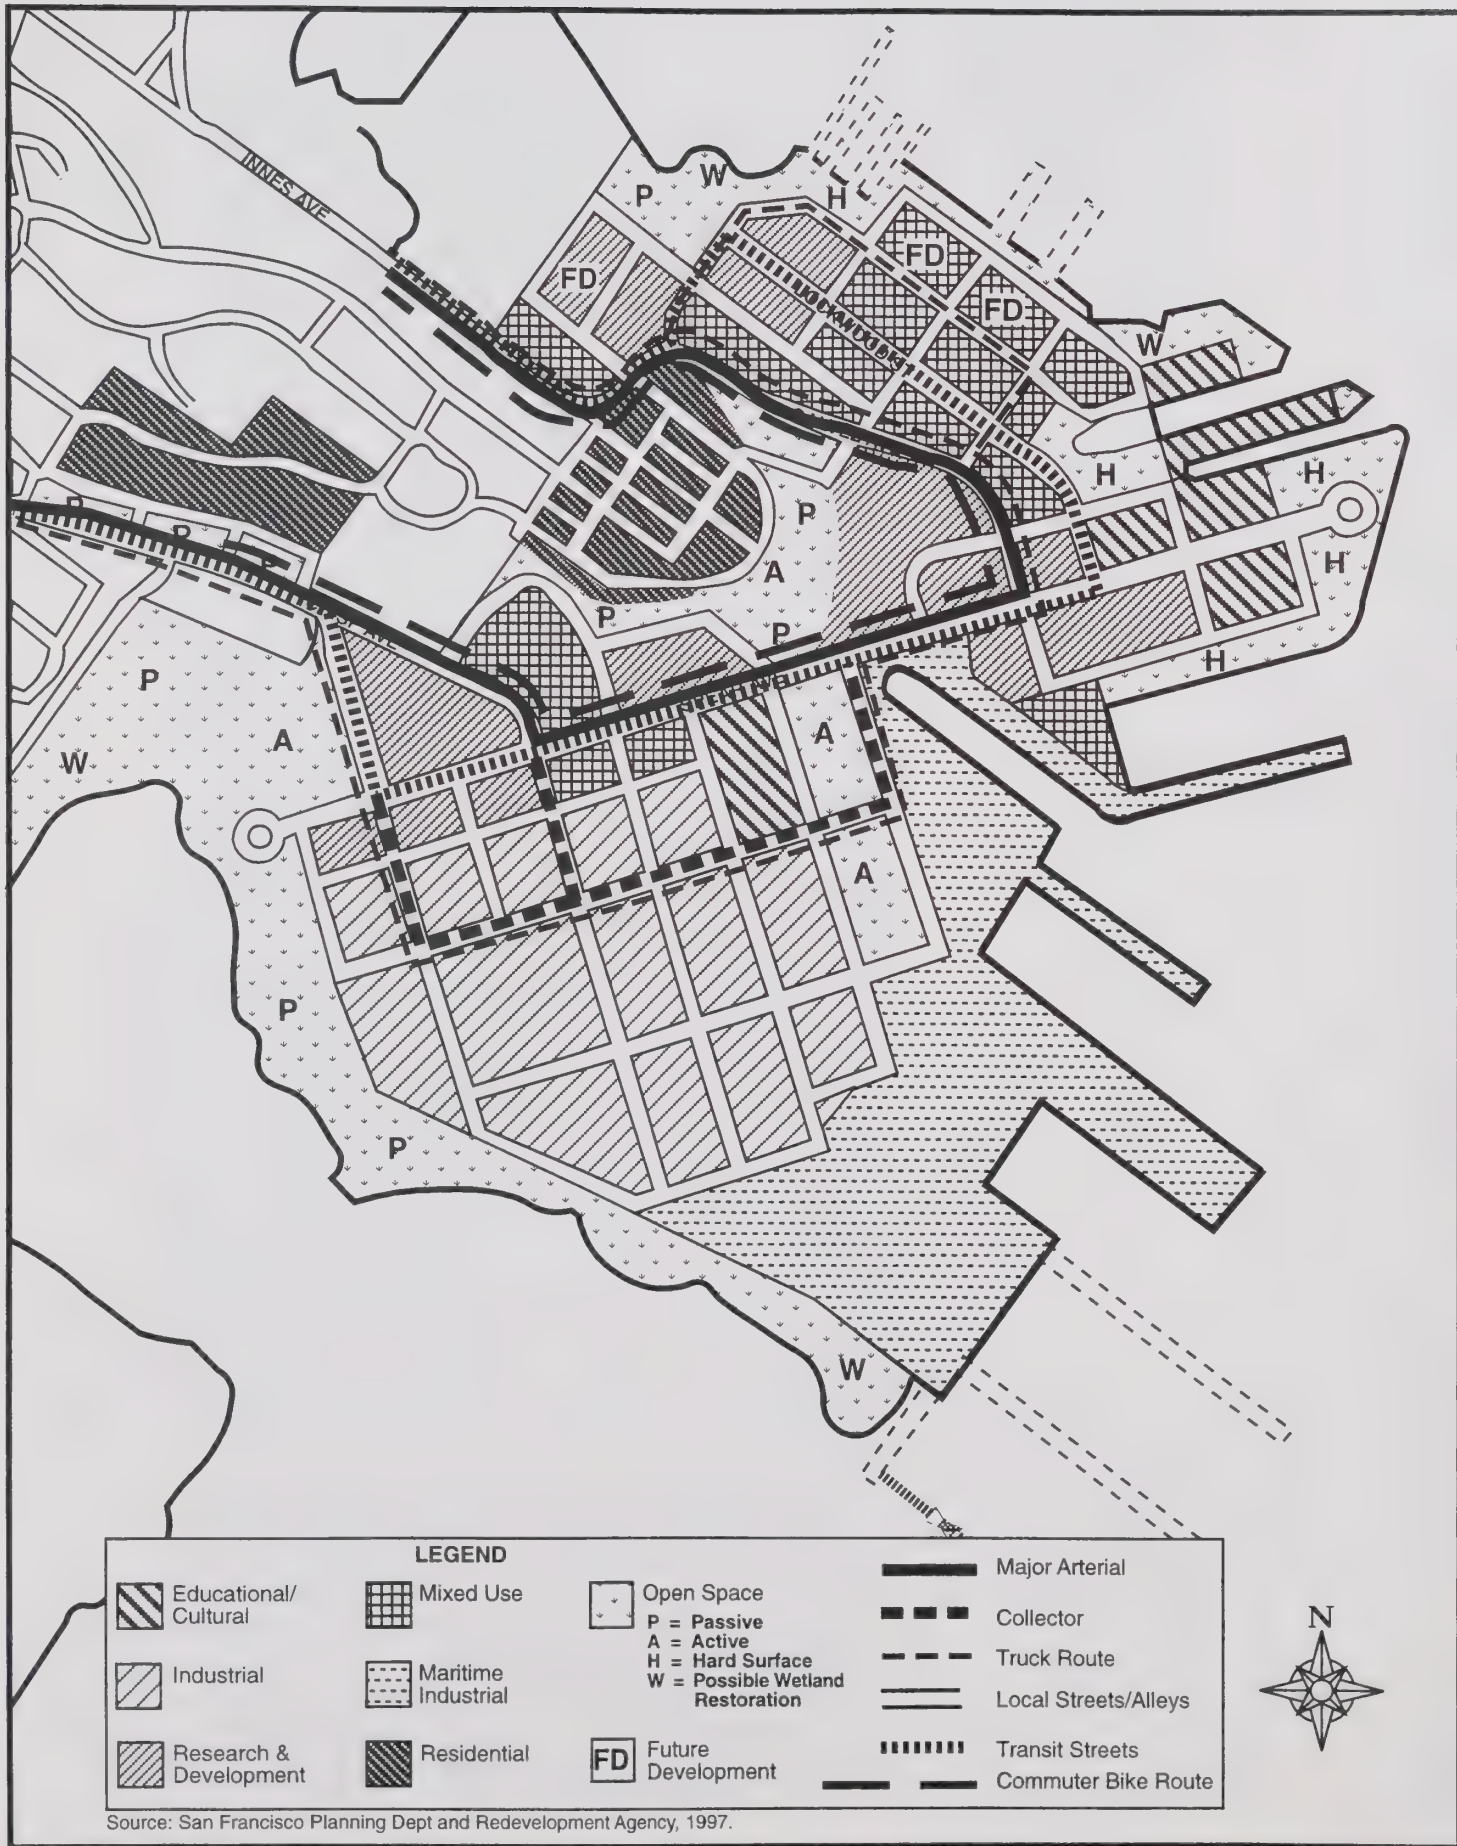 INNES AVE
P
W
H
FD
FD
FD
W
LOCKWOOD
H
H
P
P
P
P
P
A
H
P
P
H
AVE
P
A
A
W
A
P
P
W
LEGEND
Educational/
Cultural
Industrial
Research &
Development
Mixed Use
Maritime
Industrial
Residential
Open Space
P = Passive
A = Active
H = Hard Surface
W = Possible Wetland
Restoration
FD Future
Development
Major Arterial
Collector
Truck Route
Local Streets/Alleys
Transit Streets
Commuter Bike Route
N
Source: San Francisco Planning Dept and Redevelopment Agency, 1997.